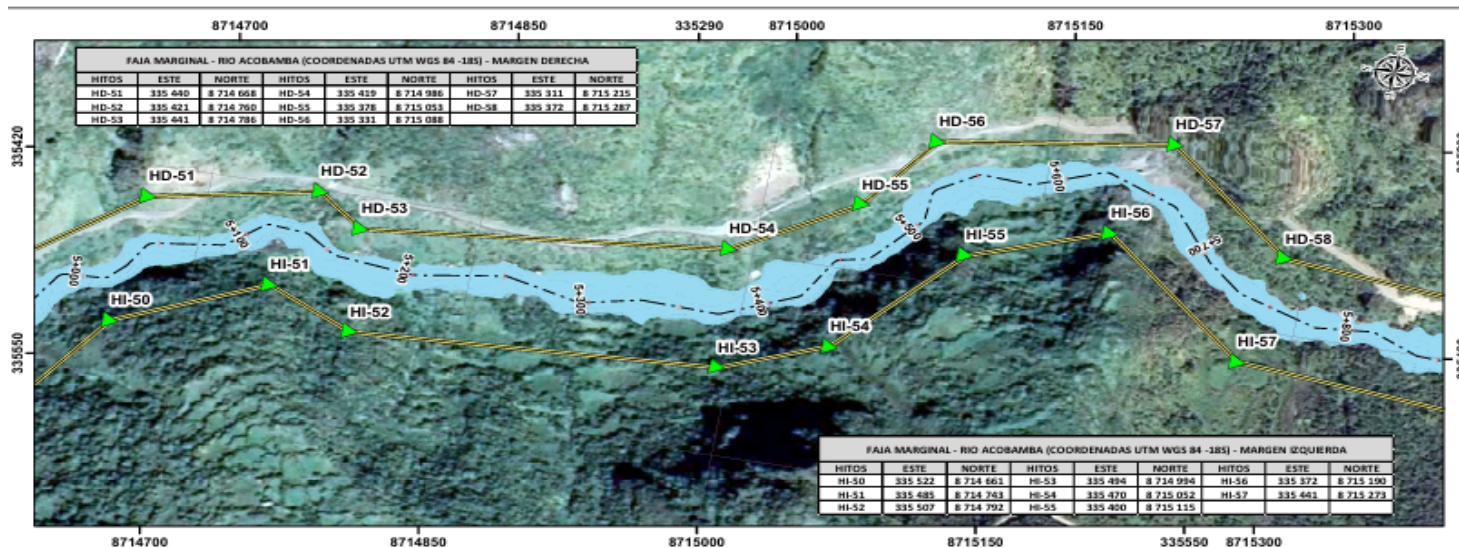 8714700 8714850 335290 8715000 8715150 8715300
FAJA MARGINAL - RIO ACOBAMBA (COORDENADAS UTM WGS 84 -18S) - MARGEN DERECHA
HITOS ESTE NORTE HITOS ESTE NORTE HITOS ESTE NORTE
HD-51 335 440 8 714 668 HD-54 335 419 8 714 986 HD-57 335 311 8 715 215
HD-52 335 421 8 714 760 HD-55 335 378 8 715 053 HD-58 335 372 8 715 287
HD-53 335 441 8 714 786 HD-56 335 331 8 715 088
335420
HD-56
HD-57
HD-51
HD-52
HD-55
HD-53
HD-54
HD-58
5+000
5+100
5+200
5+300
5+400
5+500
5+600
5+700
5+800
HI-56
HI-55
HI-51
HI-50
HI-52
HI-54
HI-53
HI-57
335550
FAJA MARGINAL - RIO ACOBAMBA (COORDENADAS UTM WGS 84 -18S) - MARGEN IZQUIERDA
HITOS ESTE NORTE HITOS ESTE NORTE HITOS ESTE NORTE
HI-50 335 522 8 714 661 HI-53 335 494 8 714 994 HI-56 335 372 8 715 190
HI-51 335 485 8 714 743 HI-54 335 470 8 715 052 HI-57 335 441 8 715 273
HI-52 335 507 8 714 792 HI-55 335 400 8 715 115
8714700 8714850 8715000 8715150 335550 8715300